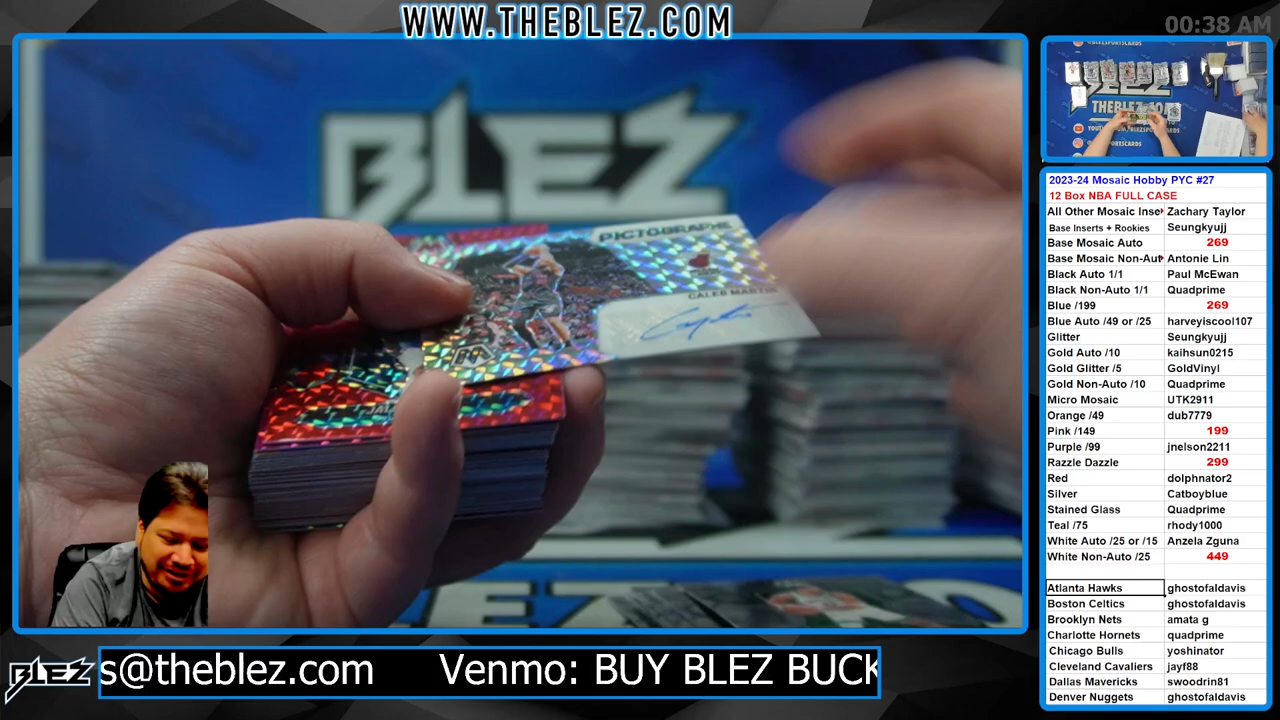 WWW.THEBLEZ.COM
00:38 AM
BLEZ
PICTOGRAPHS
CALEB MARTIN
THEBLEZ.COM
2023-24 Mosaic Hobby PYC #27
12 Box NBA FULL CASE
All Other Mosaic Inse Zachary Taylor
Base Inserts + Rookies Seungkyujj
Base Mosaic Auto 269
Base Mosaic Non-Aut Antonie Lin
Black Auto 1/1 Paul McEwan
Black Non-Auto 1/1 Quadprime
Blue /199 269
Blue Auto /49 or /25 harveyiscool107
Glitter Seungkyujj
Gold Auto /10 kaihsun0215
Gold Glitter /5 GoldVinyl
Gold Non-Auto /10 Quadprime
Micro Mosaic UTK2911
Orange /49 dub7779
Pink /149 199
Purple /99 jnelson2211
Razzle Dazzle 299
Red dolphnator2
Silver Catboyblue
Stained Glass Quadprime
Teal /75 rhody1000
White Auto /25 or /15 Anzela Zguna
White Non-Auto /25 449
Atlanta Hawks ghostofaldavis
Boston Celtics ghostofaldavis
Brooklyn Nets amata g
Charlotte Hornets quadprime
Chicago Bulls yoshinator
Cleveland Cavaliers jayf88
Dallas Mavericks swoodrin81
Denver Nuggets ghostofaldavis
BLEZ
s@theblez.com Venmo: BUY BLEZ BUCK